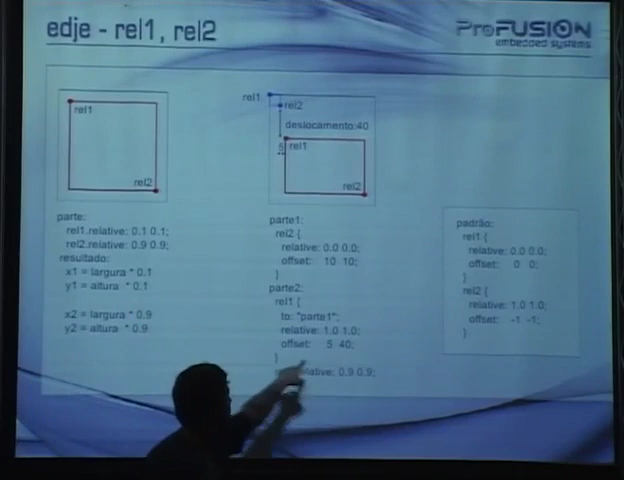 edje - rel1, rel2
ProFUSION
embedded systems
rel1
rel2
rel1
rel2
deslocamento:40
5
rel1
rel2
parte:
rel1.relative: 0.1 0.1;
rel2.relative: 0.9 0.9;
resultado:
x1 = largura * 0.1
y1 = altura * 0.1
x2 = largura * 0.9
y2 = altura * 0.9
parte1:
rel2 {
relative: 0.0 0.0;
offset: 10 10;
}
parte2:
rel1 {
to: "parte1";
relative: 1.0 1.0;
offset: 5 40;
}
relative: 0.9 0.9;
padrão:
rel1 {
relative: 0.0 0.0;
offset: 0 0;
}
rel2 {
relative: 1.0 1.0;
offset: -1 -1;
}